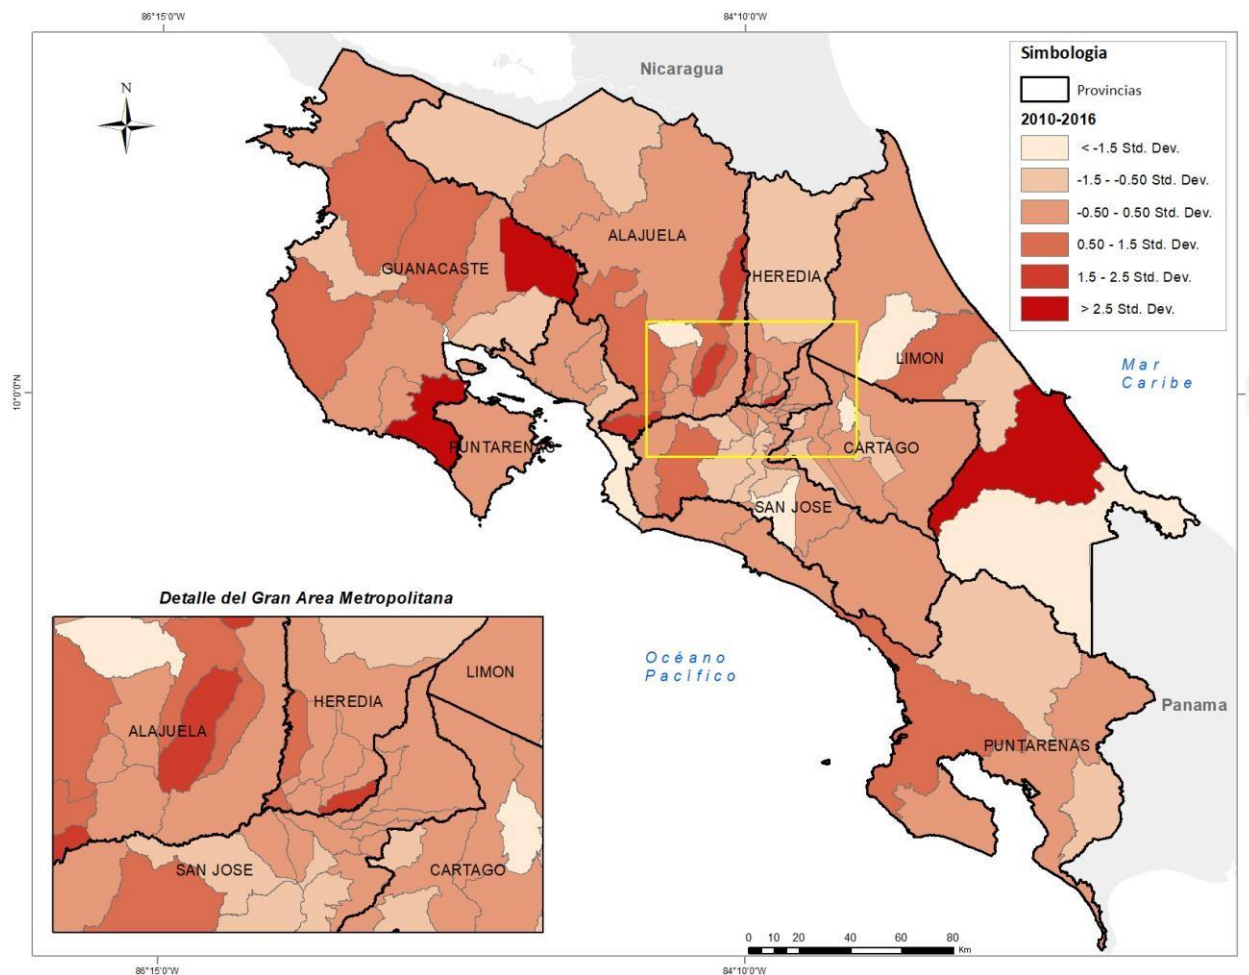 86°15'0"W
84°10'0"W
Nicaragua
N
Simbologia
Provincias
2010-2016
< -1.5 Std. Dev.
-1.5 - -0.50 Std. Dev.
-0.50 - 0.50 Std. Dev.
0.50 - 1.5 Std. Dev.
1.5 - 2.5 Std. Dev.
> 2.5 Std. Dev.
ALAJUELA
GUANACASTE
HEREDIA
LIMON
Mar
Caribe
10°0'0"N
PUNTARENAS
CARTAGO
SAN JOSE
Detalle del Gran Area Metropolitana
LIMON
HEREDIA
ALAJUELA
SAN JOSE
CARTAGO
Océano
Pacífico
Panama
PUNTARENAS
0 10 20 40 60 80
Km
86°15'0"W
84°10'0"W